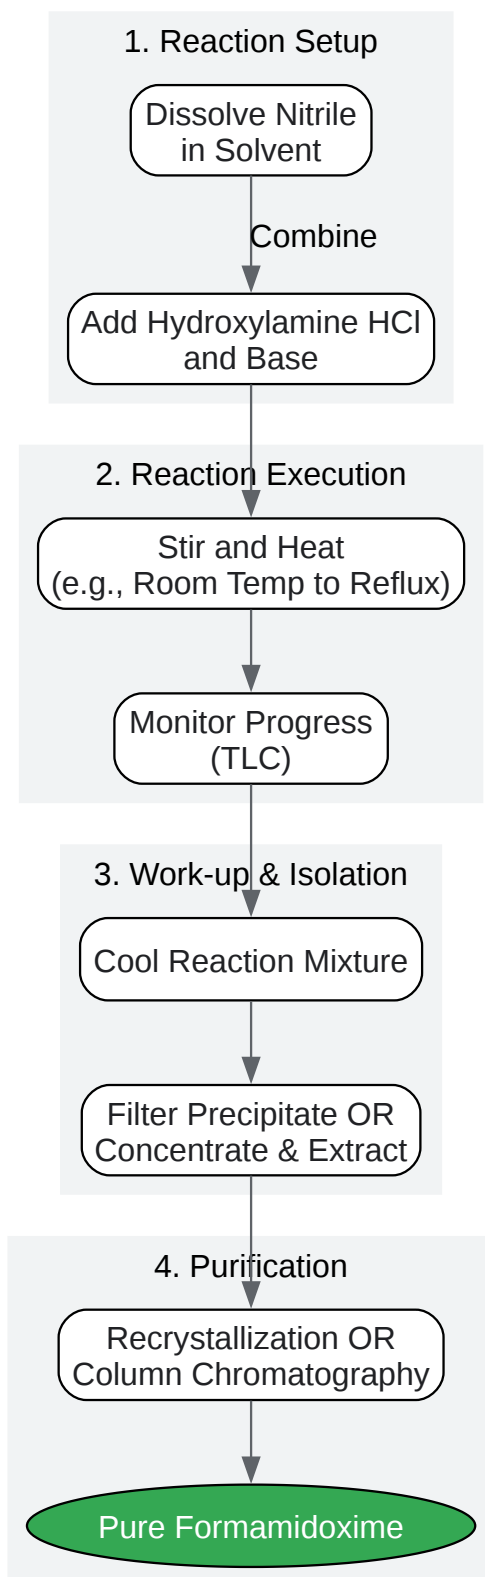 1. Reaction Setup
Dissolve Nitrile
in Solvent
Combine
Add Hydroxylamine HCl
and Base
2. Reaction Execution
Stir and Heat
(e.g., Room Temp to Reflux)
Monitor Progress
(TLC)
3. Work-up & Isolation
Cool Reaction Mixture
Filter Precipitate OR
Concentrate & Extract
4. Purification
Recrystallization OR
Column Chromatography
Pure Formamidoxime